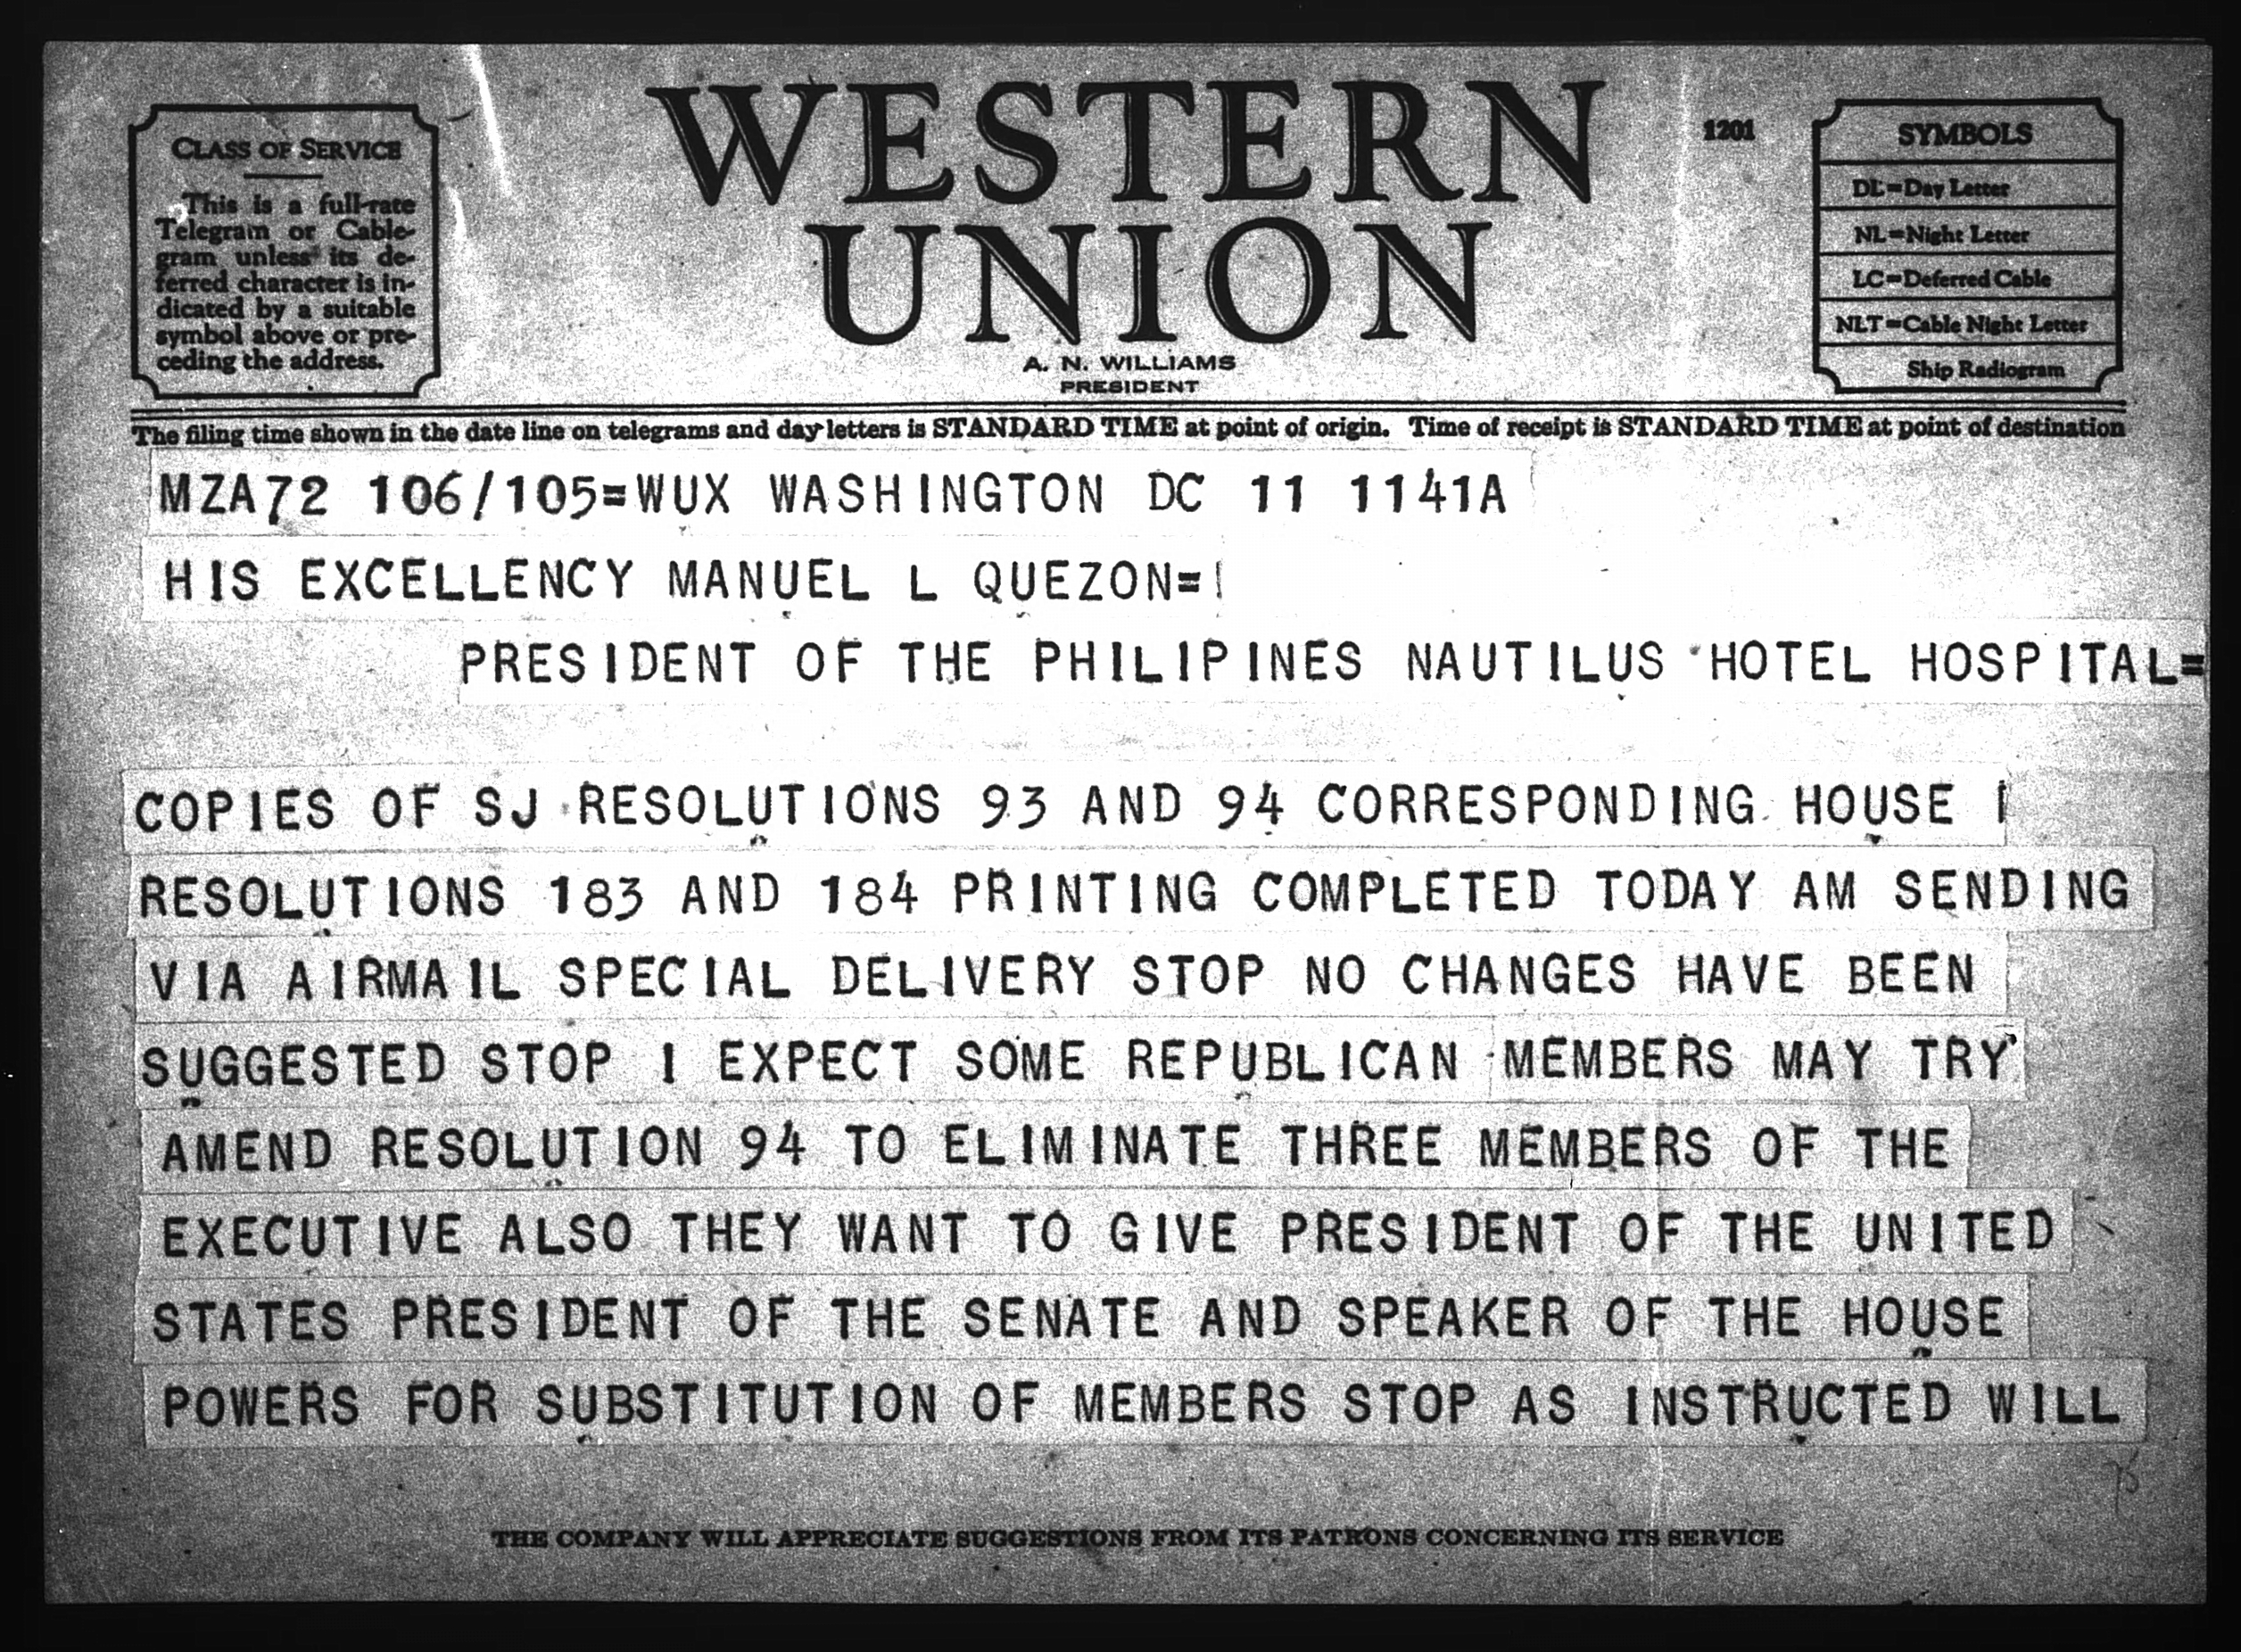 CLASS OF SERVICE
This is a full-rate
Telegram or Cable-
gram unless its de-
ferred character is in-
dicated by a suitable
symbol above or pre-
ceding the address.
WESTERN
UNION
A. N. WILLIAMS
PRESIDENT
1201
SYMBOLS
DL=Day Letter
NL=Night Letter
LC=Deferred Cable
NLT=Cable Night Letter
Ship Radiogram
The filing time shown in the date line on telegrams and day letters is STANDARD TIME at point of origin. Time of receipt is STANDARD TIME at point of destination
MZA72 106/105=WUX WASHINGTON DC 11 1141A
HIS EXCELLENCY MANUEL L QUEZON=
PRESIDENT OF THE PHILIPINES NAUTILUS HOTEL HOSPITAL=
COPIES OF SJ RESOLUTIONS 93 AND 94 CORRESPONDING HOUSE
RESOLUTIONS 183 AND 184 PRINTING COMPLETED TODAY AM SENDING
VIA AIRMAIL SPECIAL DELIVERY STOP NO CHANGES HAVE BEEN
SUGGESTED STOP I EXPECT SOME REPUBLICAN MEMBERS MAY TRY
AMEND RESOLUTION 94 TO ELIMINATE THREE MEMBERS OF THE
EXECUTIVE ALSO THEY WANT TO GIVE PRESIDENT OF THE UNITED
STATES PRESIDENT OF THE SENATE AND SPEAKER OF THE HOUSE
POWERS FOR SUBSTITUTION OF MEMBERS STOP AS INSTRUCTED WILL
THE COMPANY WILL APPRECIATE SUGGESTIONS FROM ITS PATRONS CONCERNING ITS SERVICE